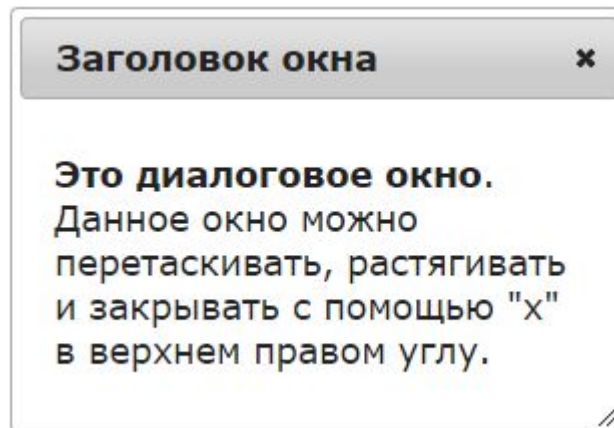 Заголовок окна
Это диалоговое окно.
Данное окно можно
перетаскивать, растягивать
и закрывать с помощью "x"
в верхнем правом углу.